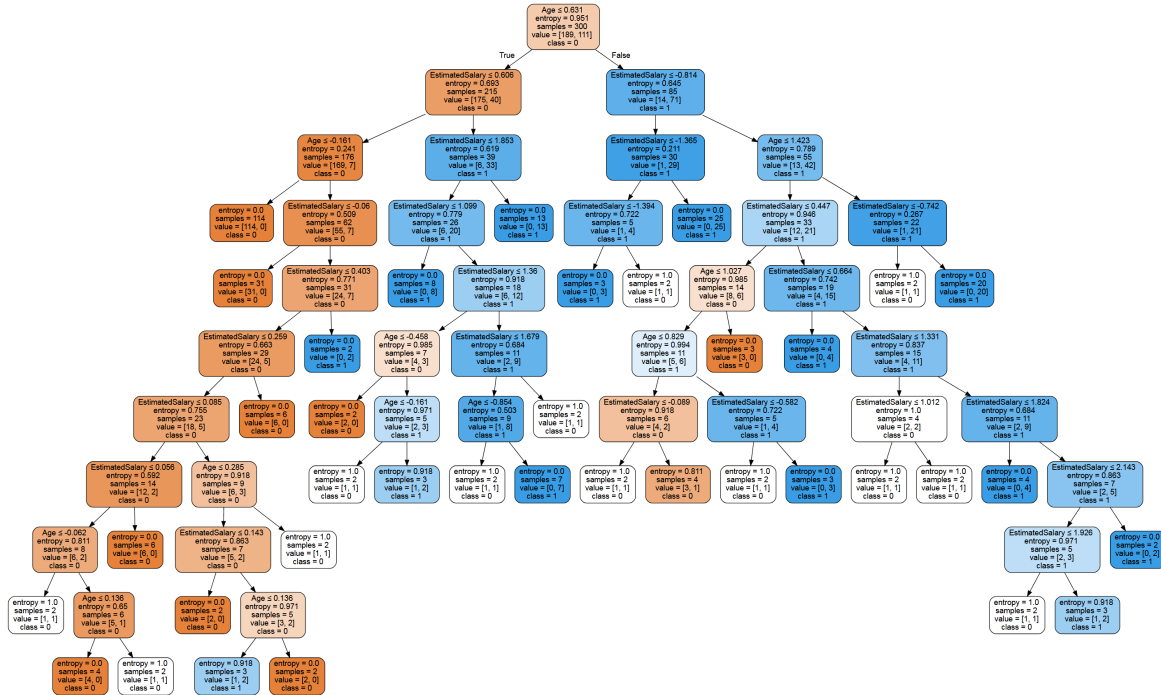 Age ≤ 0.631
entropy = 0.951
samples = 300
value = [189, 111]
class = 0
True
False
EstimatedSalary ≤ 0.606
entropy = 0.693
samples = 215
value = [175, 40]
class = 0
EstimatedSalary ≤ -0.814
entropy = 0.645
samples = 85
value = [14, 71]
class = 1
Age ≤ -0.161
entropy = 0.241
samples = 176
value = [169, 7]
class = 0
EstimatedSalary ≤ 1.853
entropy = 0.619
samples = 39
value = [6, 33]
class = 1
EstimatedSalary ≤ -1.365
entropy = 0.211
samples = 30
value = [1, 29]
class = 1
Age ≤ 1.423
entropy = 0.789
samples = 55
value = [13, 42]
class = 1
entropy = 0.0
samples = 114
value = [114, 0]
class = 0
EstimatedSalary ≤ -0.06
entropy = 0.509
samples = 62
value = [55, 7]
class = 0
EstimatedSalary ≤ 1.099
entropy = 0.779
samples = 26
value = [6, 20]
class = 1
entropy = 0.0
samples = 13
value = [0, 13]
class = 1
EstimatedSalary ≤ -1.394
entropy = 0.722
samples = 5
value = [1, 4]
class = 1
entropy = 0.0
samples = 25
value = [0, 25]
class = 1
EstimatedSalary ≤ 0.447
entropy = 0.946
samples = 33
value = [12, 21]
class = 1
EstimatedSalary ≤ -0.742
entropy = 0.267
samples = 22
value = [1, 21]
class = 1
entropy = 0.0
samples = 31
value = [31, 0]
class = 0
EstimatedSalary ≤ 0.403
entropy = 0.771
samples = 31
value = [24, 7]
class = 0
entropy = 0.0
samples = 8
value = [0, 8]
class = 1
EstimatedSalary ≤ 1.36
entropy = 0.918
samples = 18
value = [6, 12]
class = 1
entropy = 0.0
samples = 3
value = [0, 3]
class = 1
entropy = 1.0
samples = 2
value = [1, 1]
class = 0
Age ≤ 1.027
entropy = 0.985
samples = 14
value = [8, 6]
class = 0
EstimatedSalary ≤ 0.664
entropy = 0.742
samples = 19
value = [4, 15]
class = 1
entropy = 1.0
samples = 2
value = [1, 1]
class = 0
entropy = 0.0
samples = 20
value = [0, 20]
class = 1
EstimatedSalary ≤ 0.259
entropy = 0.663
samples = 29
value = [24, 5]
class = 0
entropy = 0.0
samples = 2
value = [0, 2]
class = 1
Age ≤ -0.458
entropy = 0.985
samples = 7
value = [4, 3]
class = 0
EstimatedSalary ≤ 1.679
entropy = 0.684
samples = 11
value = [2, 9]
class = 1
Age ≤ 0.829
entropy = 0.994
samples = 11
value = [5, 6]
class = 1
entropy = 0.0
samples = 3
value = [3, 0]
class = 0
entropy = 0.0
samples = 4
value = [0, 4]
class = 1
EstimatedSalary ≤ 1.331
entropy = 0.837
samples = 15
value = [4, 11]
class = 1
EstimatedSalary ≤ 0.085
entropy = 0.755
samples = 23
value = [18, 5]
class = 0
entropy = 0.0
samples = 6
value = [6, 0]
class = 0
entropy = 0.0
samples = 2
value = [2, 0]
class = 0
Age ≤ -0.161
entropy = 0.971
samples = 5
value = [2, 3]
class = 1
Age ≤ -0.854
entropy = 0.503
samples = 9
value = [1, 8]
class = 1
entropy = 1.0
samples = 2
value = [1, 1]
class = 0
EstimatedSalary ≤ -0.089
entropy = 0.918
samples = 6
value = [4, 2]
class = 0
EstimatedSalary ≤ -0.582
entropy = 0.722
samples = 5
value = [1, 4]
class = 1
EstimatedSalary ≤ 1.012
entropy = 1.0
samples = 4
value = [2, 2]
class = 0
EstimatedSalary ≤ 1.824
entropy = 0.684
samples = 11
value = [2, 9]
class = 1
EstimatedSalary ≤ 0.056
entropy = 0.592
samples = 14
value = [12, 2]
class = 0
Age ≤ 0.285
entropy = 0.918
samples = 9
value = [6, 3]
class = 0
entropy = 1.0
samples = 2
value = [1, 1]
class = 0
entropy = 0.918
samples = 3
value = [1, 2]
class = 1
entropy = 1.0
samples = 2
value = [1, 1]
class = 0
entropy = 0.0
samples = 7
value = [0, 7]
class = 1
entropy = 1.0
samples = 2
value = [1, 1]
class = 0
entropy = 0.811
samples = 4
value = [3, 1]
class = 0
entropy = 1.0
samples = 2
value = [1, 1]
class = 0
entropy = 0.0
samples = 3
value = [0, 3]
class = 1
entropy = 1.0
samples = 2
value = [1, 1]
class = 0
entropy = 1.0
samples = 2
value = [1, 1]
class = 0
entropy = 0.0
samples = 4
value = [0, 4]
class = 1
EstimatedSalary ≤ 2.143
entropy = 0.863
samples = 7
value = [2, 5]
class = 1
Age ≤ -0.062
entropy = 0.811
samples = 8
value = [6, 2]
class = 0
entropy = 0.0
samples = 6
value = [6, 0]
class = 0
EstimatedSalary ≤ 0.143
entropy = 0.863
samples = 7
value = [5, 2]
class = 0
entropy = 1.0
samples = 2
value = [1, 1]
class = 0
EstimatedSalary ≤ 1.926
entropy = 0.971
samples = 5
value = [2, 3]
class = 1
entropy = 0.0
samples = 2
value = [0, 2]
class = 1
entropy = 1.0
samples = 2
value = [1, 1]
class = 0
Age ≤ 0.136
entropy = 0.65
samples = 6
value = [5, 1]
class = 0
entropy = 0.0
samples = 2
value = [2, 0]
class = 0
Age ≤ 0.136
entropy = 0.971
samples = 5
value = [3, 2]
class = 0
entropy = 1.0
samples = 2
value = [1, 1]
class = 0
entropy = 0.918
samples = 3
value = [1, 2]
class = 1
entropy = 0.0
samples = 4
value = [4, 0]
class = 0
entropy = 1.0
samples = 2
value = [1, 1]
class = 0
entropy = 0.918
samples = 3
value = [1, 2]
class = 1
entropy = 0.0
samples = 2
value = [2, 0]
class = 0